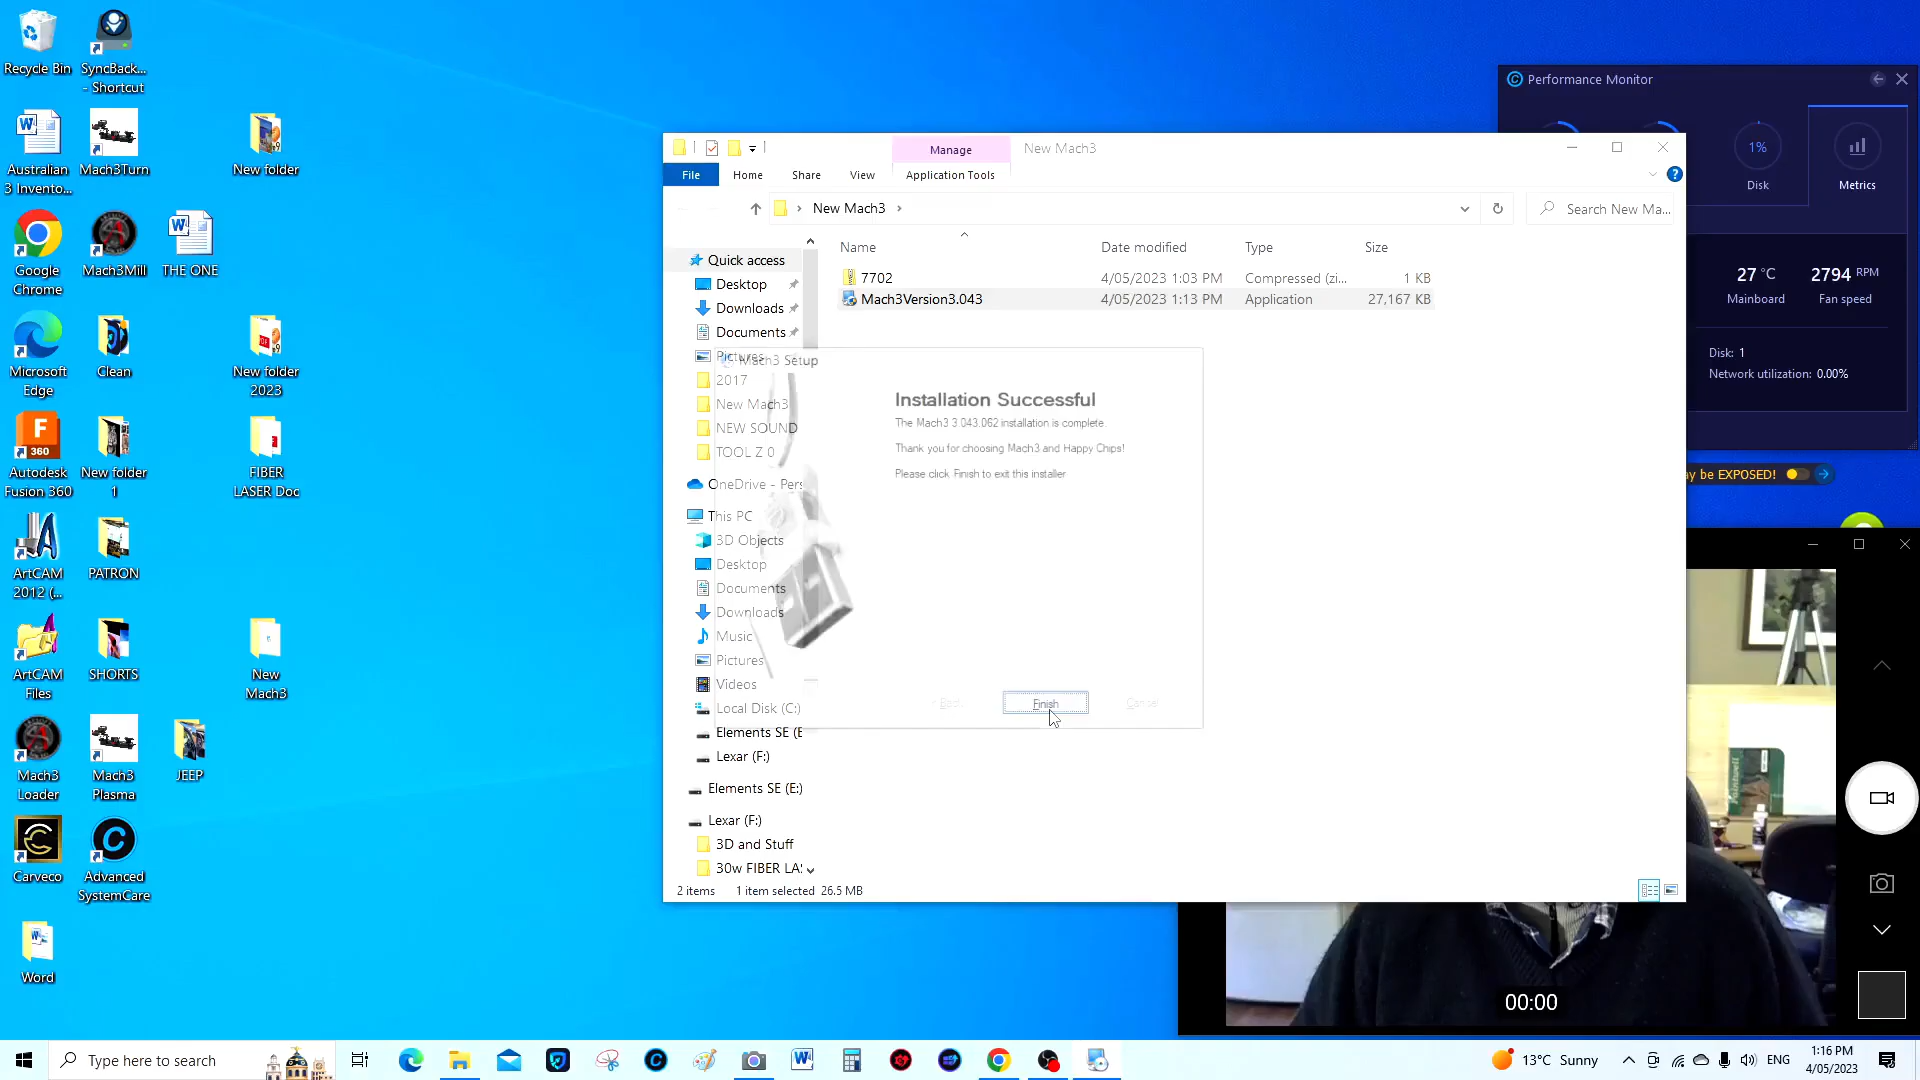 Recycle Bin
SyncBack...
- Shortcut
Australian
3 Invento...
Mach3Turn
New folder
Google
Chrome
Mach3Mill
THE ONE
Microsoft
Edge
Clean
New folder
2023
F
360
Autodesk
Fusion 360
New folder
1
FIBER
LASER Doc
ArtCAM
2012 (...
PATRON
ArtCAM
Files
SHORTS
New
Mach3
Mach3
Loader
Mach3
Plasma
JEEP
Carveco
Advanced
SystemCare
Word
Manage
New Mach3
File
Home
Share
View
Application Tools
New Mach3
Search New Ma...
Name
Date modified
Type
Size
7702
4/05/2023 1:03 PM
Compressed (zi...
1 KB
Mach3Version3.043
4/05/2023 1:13 PM
Application
27,167 KB
Quick access
Desktop
Downloads
Documents
Pictures
2017
New Mach3
NEW SOUND
TOOL Z 0
OneDrive - Pers
This PC
3D Objects
Desktop
Documents
Downloads
Music
Pictures
Videos
Local Disk (C:)
Elements SE (E
Lexar (F:)
Elements SE (E:)
Lexar (F:)
3D and Stuff
30w FIBER LA
2 items
1 item selected 26.5 MB
Mach3 Setup
Installation Successful
The Mach3 3.043.062 installation is complete.
Thank you for choosing Mach3 and Happy Chips!
Please click Finish to exit this installer
< Back
Finish
Cancel
Performance Monitor
1%
Disk
Metrics
27 °C
Mainboard
2794 RPM
Fan speed
Disk: 1
Network utilization: 0.00%
ay be EXPOSED!
00:00
Type here to search
13°C Sunny
ENG
1:16 PM
4/05/2023